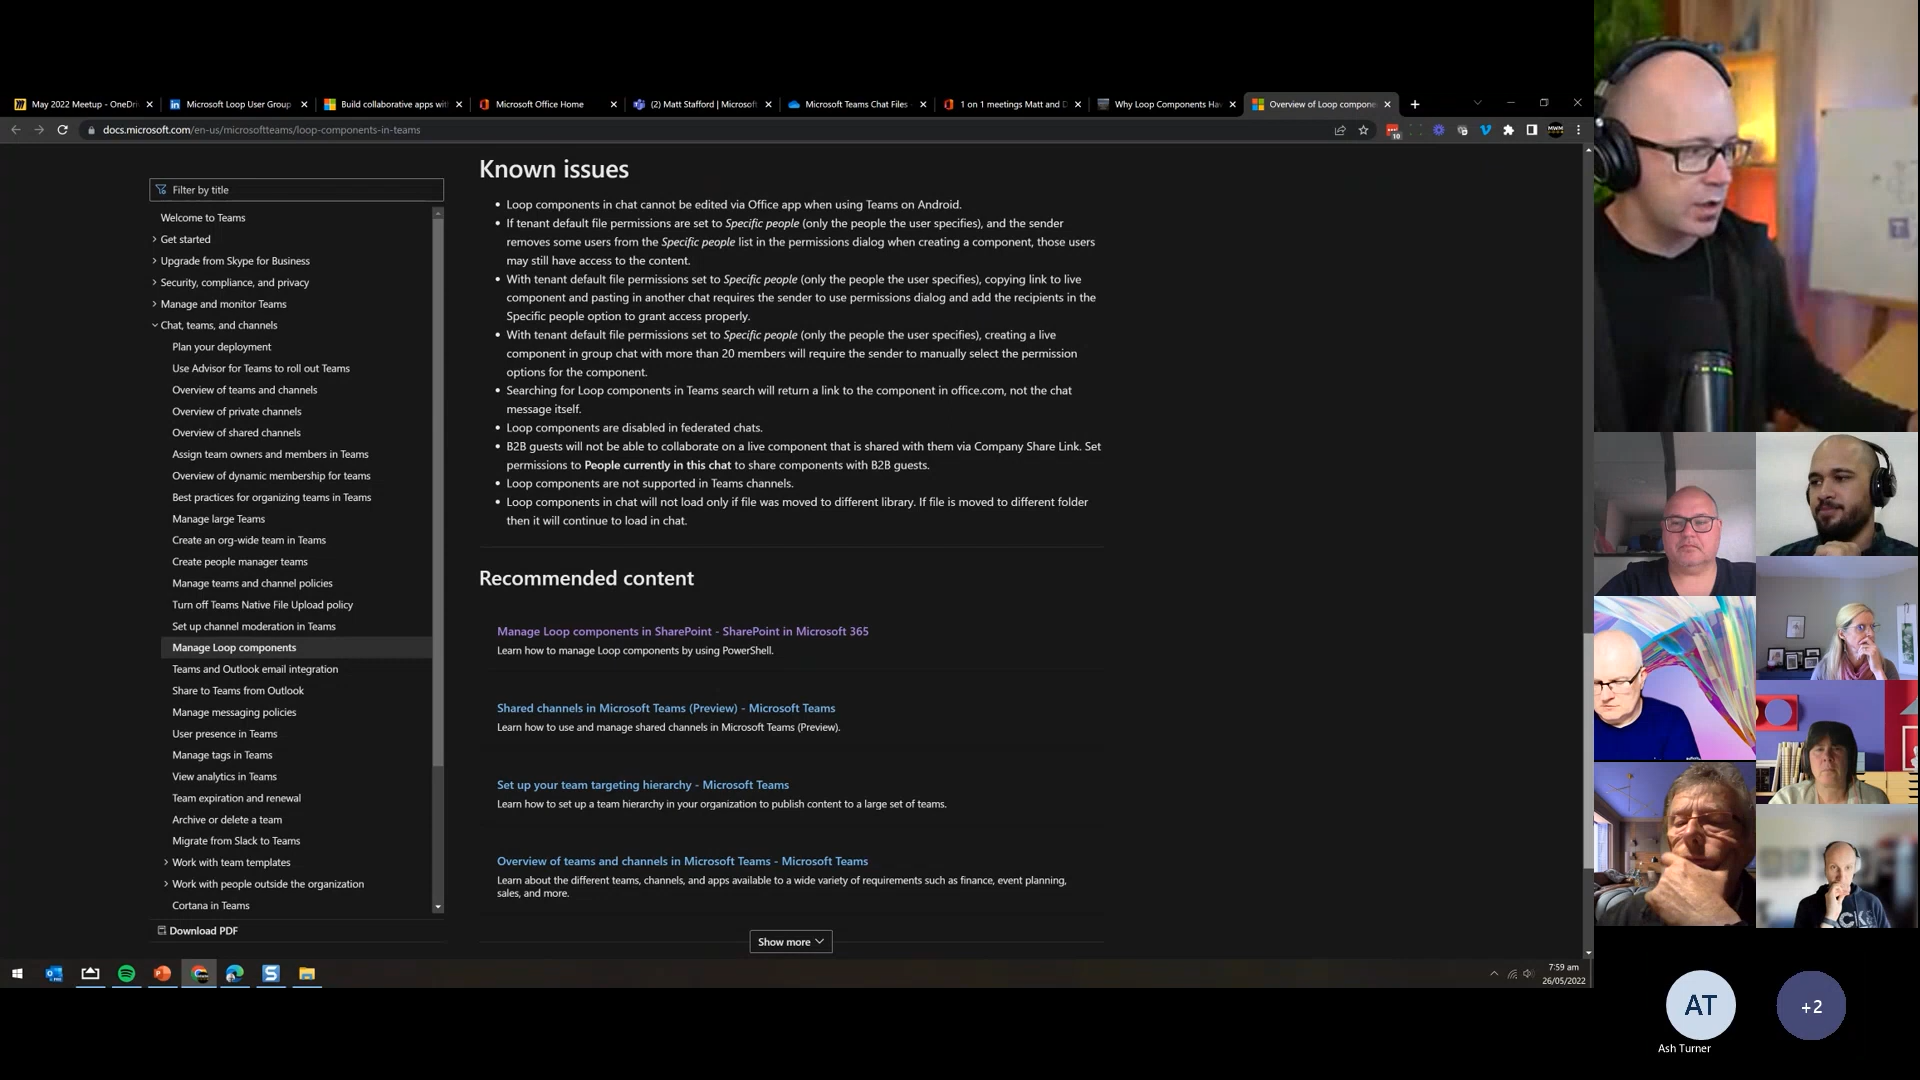 May 2022 Meetup - OneDri
Microsoft Loop User Group
Build collaborative apps wit
Microsoft Office Home
(2) Matt Stafford | Microsof
Microsoft Teams Chat Files
1 on 1 meetings Matt and D
Why Loop Components Ha
Overview of Loop compone
docs.microsoft.com/en-us/microsoftteams/loop-components-in-teams
10
Filter by title
Welcome to Teams
Get started
Upgrade from Skype for Business
Security, compliance, and privacy
Manage and monitor Teams
Chat, teams, and channels
Plan your deployment
Use Advisor for Teams to roll out Teams
Overview of teams and channels
Overview of private channels
Overview of shared channels
Assign team owners and members in Teams
Overview of dynamic membership for teams
Best practices for organizing teams in Teams
Manage large Teams
Create an org-wide team in Teams
Create people manager teams
Manage teams and channel policies
Turn off Teams Native File Upload policy
Set up channel moderation in Teams
Manage Loop components
Teams and Outlook email integration
Share to Teams from Outlook
Manage messaging policies
User presence in Teams
Manage tags in Teams
View analytics in Teams
Team expiration and renewal
Archive or delete a team
Migrate from Slack to Teams
Work with team templates
Work with people outside the organization
Cortana in Teams
Download PDF
Known issues
• Loop components in chat cannot be edited via Office app when using Teams on Android.
• If tenant default file permissions are set to Specific people (only the people the user specifies), and the sender
removes some users from the Specific people list in the permissions dialog when creating a component, those users
may still have access to the content.
• With tenant default file permissions set to Specific people (only the people the user specifies), copying link to live
component and pasting in another chat requires the sender to use permissions dialog and add the recipients in the
Specific people option to grant access properly.
• With tenant default file permissions set to Specific people (only the people the user specifies), creating a live
component in group chat with more than 20 members will require the sender to manually select the permission
options for the component.
• Searching for Loop components in Teams search will return a link to the component in office.com, not the chat
message itself.
• Loop components are disabled in federated chats.
• B2B guests will not be able to collaborate on a live component that is shared with them via Company Share Link. Set
permissions to People currently in this chat to share components with B2B guests.
• Loop components are not supported in Teams channels.
• Loop components in chat will not load only if file was moved to different library. If file is moved to different folder
then it will continue to load in chat.
Recommended content
Manage Loop components in SharePoint - SharePoint in Microsoft 365
Learn how to manage Loop components by using PowerShell.
Shared channels in Microsoft Teams (Preview) - Microsoft Teams
Learn how to use and manage shared channels in Microsoft Teams (Preview).
Set up your team targeting hierarchy - Microsoft Teams
Learn how to set up a team hierarchy in your organization to publish content to a large set of teams.
Overview of teams and channels in Microsoft Teams - Microsoft Teams
Learn about the different teams, channels, and apps available to a wide variety of requirements such as finance, event planning,
sales, and more.
Show more
7:59 am
26/05/2022
AT
+2
Ash Turner